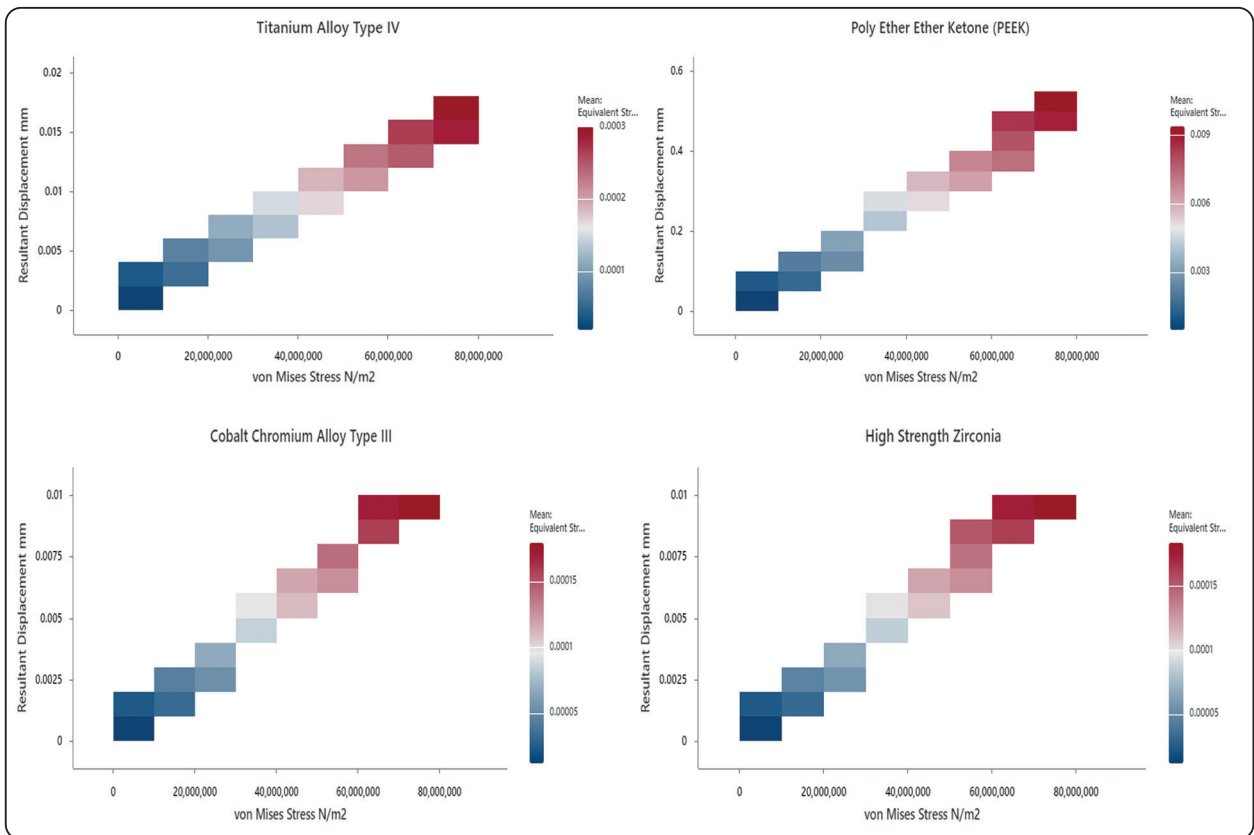 Titanium Alloy Type IV
Resultant Displacement mm
0.02
0.015
0.01
0.005
0
0
20,000,000
40,000,000
60,000,000
80,000,000
von Mises Stress N/m2
Mean:
Equivalent Str...
0.0003
0.0002
0.0001
Poly Ether Ether Ketone (PEEK)
Resultant Displacement mm
0.6
0.4
0.2
0
0
20,000,000
40,000,000
60,000,000
80,000,000
von Mises Stress N/m2
Mean:
Equivalent Str...
0.009
0.006
0.003
Cobalt Chromium Alloy Type III
Resultant Displacement mm
0.01
0.0075
0.005
0.0025
0
0
20,000,000
40,000,000
60,000,000
80,000,000
von Mises Stress N/m2
Mean:
Equivalent Str...
0.00015
0.0001
0.00005
High Strength Zirconia
Resultant Displacement mm
0.01
0.0075
0.005
0.0025
0
0
20,000,000
40,000,000
60,000,000
80,000,000
von Mises Stress N/m2
Mean:
Equivalent Str...
0.00015
0.0001
0.00005